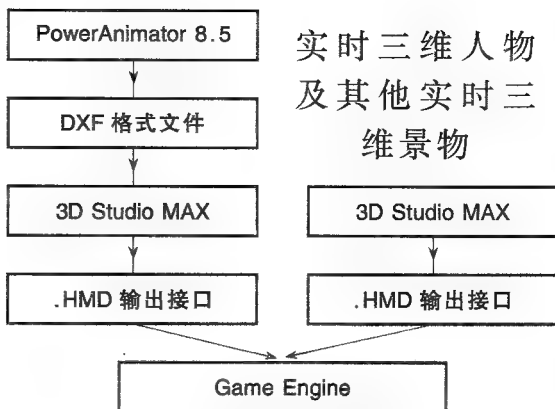 PowerAnimator 8.5
实时三维人物
及其他实时三
维景物
DXF 格式文件
3D Studio MAX
3D Studio MAX
.HMD 输出接口
.HMD 输出接口
Game Engine